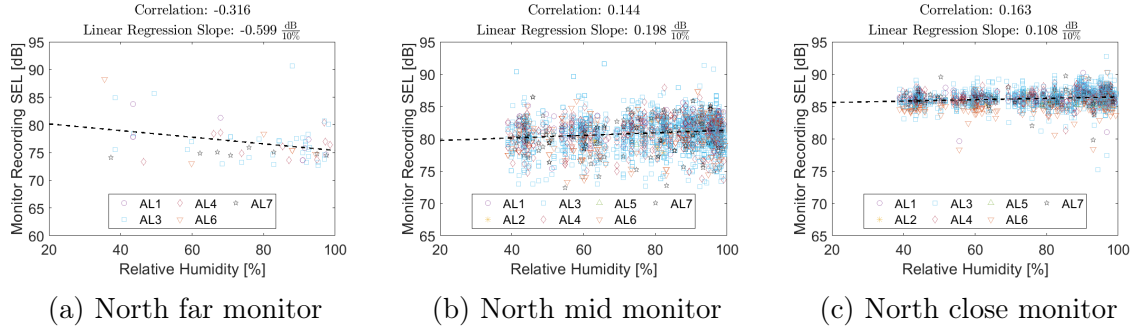 Correlation: -0.316
Linear Regression Slope: -0.599 dB/10%
Monitor Recording SEL [dB]
95
90
85
80
75
70
65
60
AL1 AL4 AL7
AL3 AL6
20 40 60 80 100
Relative Humidity [%]
(a) North far monitor
Correlation: 0.144
Linear Regression Slope: 0.198 dB/10%
Monitor Recording SEL [dB]
95
90
85
80
75
70
65
60
AL1 AL3 AL5 AL7
AL2 AL4 AL6
20 40 60 80 100
Relative Humidity [%]
(b) North mid monitor
Correlation: 0.163
Linear Regression Slope: 0.108 dB/10%
Monitor Recording SEL [dB]
95
90
85
80
75
70
65
60
AL1 AL3 AL5 AL7
AL2 AL4 AL6
20 40 60 80 100
Relative Humidity [%]
(c) North close monitor